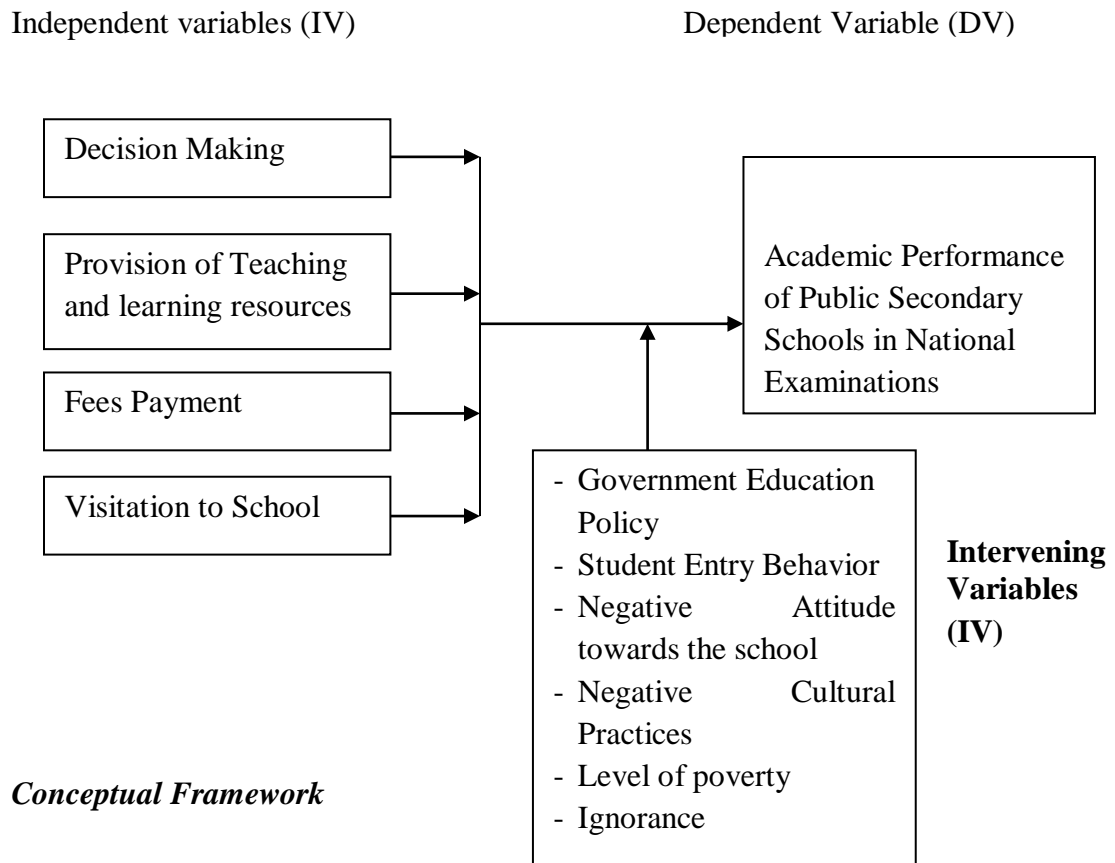 Independent variables (IV)
Dependent Variable (DV)
Decision Making
Provision of Teaching
and learning resources
Fees Payment
Visitation to School
Academic Performance
of Public Secondary
Schools in National
Examinations
- Government Education
Policy
- Student Entry Behavior
- Negative Attitude
towards the school
- Negative Cultural
Practices
- Level of poverty
- Ignorance
Intervening
Variables
(IV)
Conceptual Framework